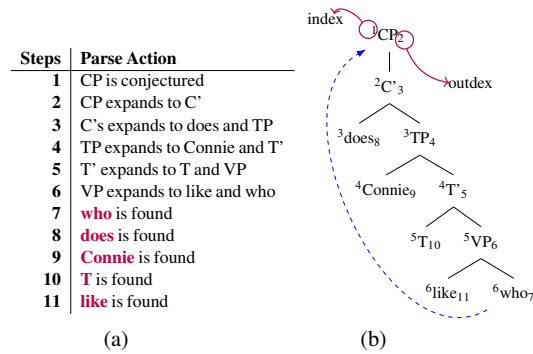 Steps Parse Action
1 CP is conjectured
2 CP expands to C’
3 C’s expands to does and TP
4 TP expands to Connie and T’
5 T’ expands to T and VP
6 VP expands to like and who
7 who is found
8 does is found
9 Connie is found
10 T is found
11 like is found
(a)
index
1CP2
outdex
2C’3
3does8 3TP4
4Connie9 4T’5
5T10 5VP6
6like11 6who7
(b)